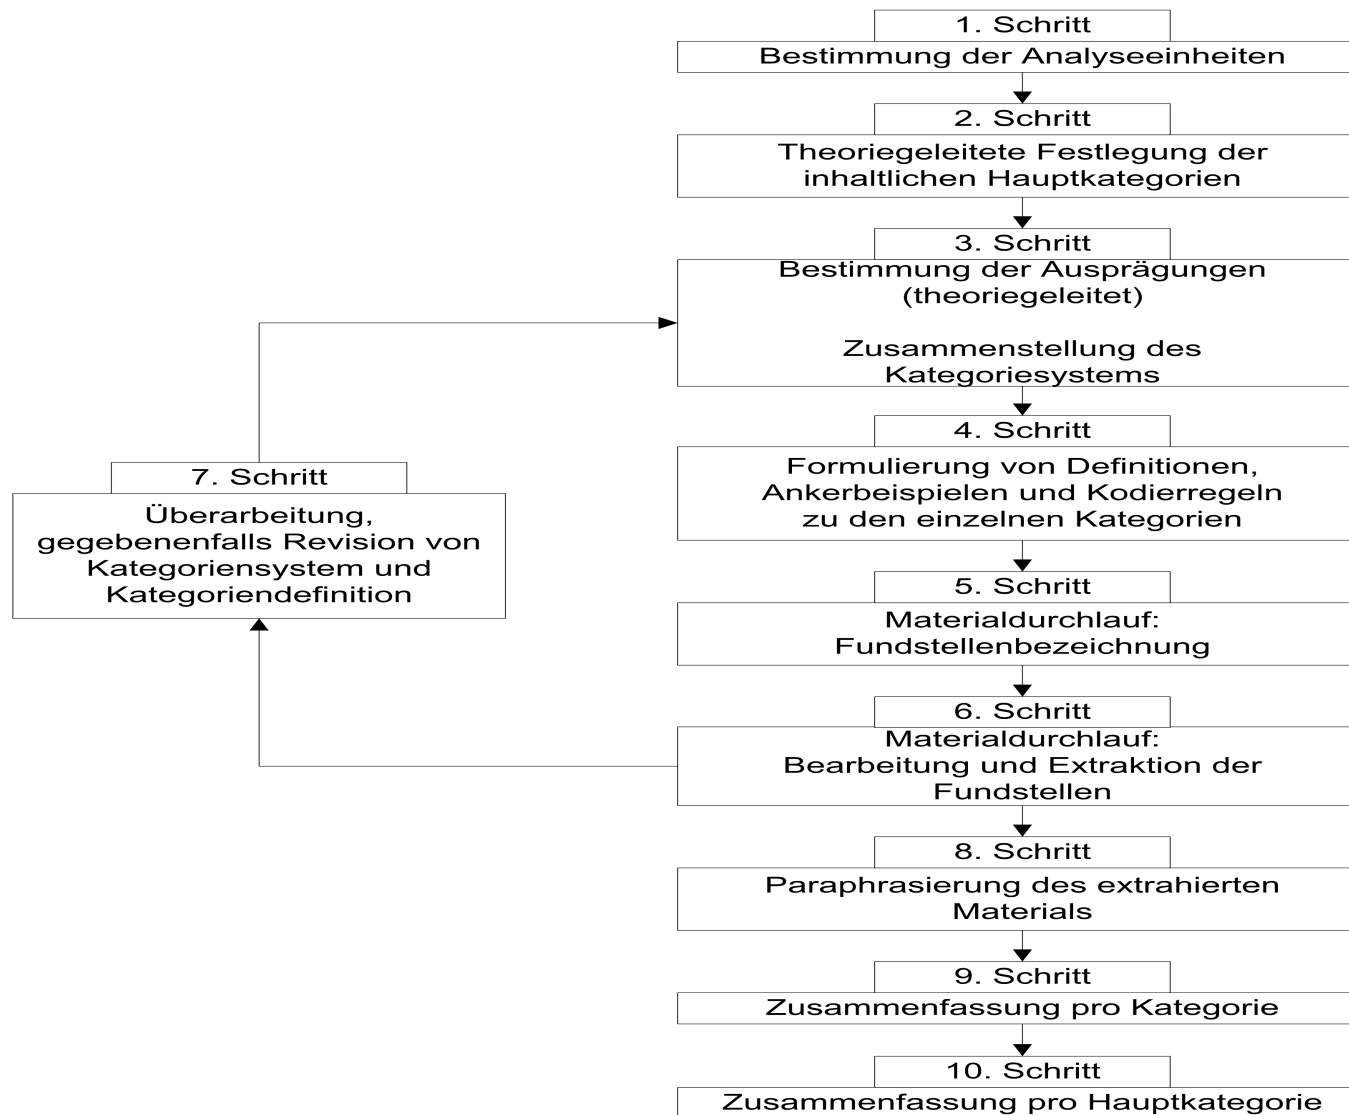 1. Schritt
Bestimmung der Analyseeinheiten
2. Schritt
Theoriegeleitete Festlegung der
inhaltlichen Hauptkategorien
3. Schritt
Bestimmung der Ausprägungen
(theoriegeleitet)
Zusammenstellung des
Kategoriesystems
4. Schritt
Formulierung von Definitionen,
Ankerbeispielen und Kodierregeln
zu den einzelnen Kategorien
5. Schritt
Materialdurchlauf:
Fundstellenbezeichnung
6. Schritt
Materialdurchlauf:
Bearbeitung und Extraktion der
Fundstellen
7. Schritt
Überarbeitung,
gegebenenfalls Revision von
Kategoriensystem und
Kategoriendefinition
8. Schritt
Paraphrasierung des extrahierten
Materials
9. Schritt
Zusammenfassung pro Kategorie
10. Schritt
Zusammenfassung pro Hauptkategorie